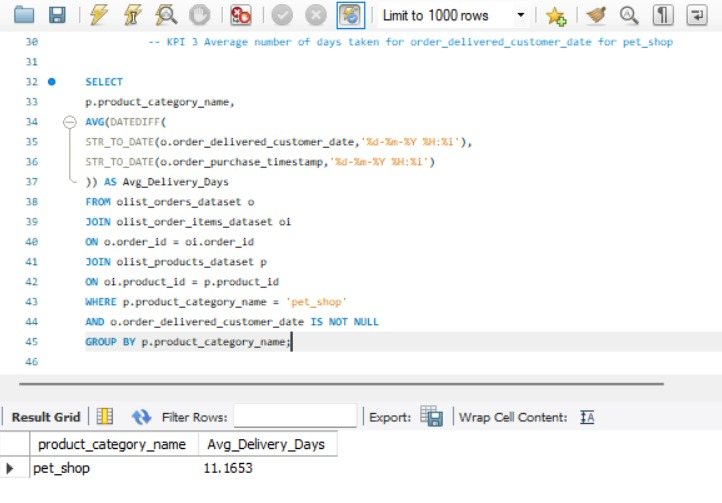 Limit to 1000 rows
30 -- KPI 3 Average number of days taken for order_delivered_customer_date for pet_shop
31
32 SELECT
33 p.product_category_name,
34 AVG(DATEDIFF(
35 STR_TO_DATE(o.order_delivered_customer_date,'%d-%m-%Y %H:%i'),
36 STR_TO_DATE(o.order_purchase_timestamp,'%d-%m-%Y %H:%i')
37 )) AS Avg_Delivery_Days
38 FROM olist_orders_dataset o
39 JOIN olist_order_items_dataset oi
40 ON o.order_id = oi.order_id
41 JOIN olist_products_dataset p
42 ON oi.product_id = p.product_id
43 WHERE p.product_category_name = 'pet_shop'
44 AND o.order_delivered_customer_date IS NOT NULL
45 GROUP BY p.product_category_name;
46
Result Grid Filter Rows: Export: Wrap Cell Content: IA
product_category_name Avg_Delivery_Days
pet_shop 11.1653